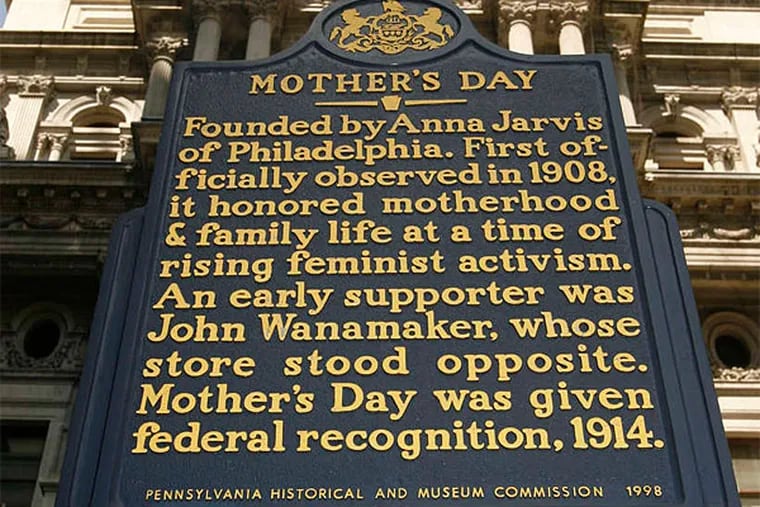 MOTHER'S DAY
Founded by Anna Jarvis
of Philadelphia. First of-
ficially observed in 1908,
it honored motherhood
& family life at a time of
rising feminist activism.
An early supporter was
John Wanamaker, whose
store stood opposite.
Mother's Day was given
federal recognition, 1914.
PENNSYLVANIA HISTORICAL AND MUSEUM COMMISSION 1998